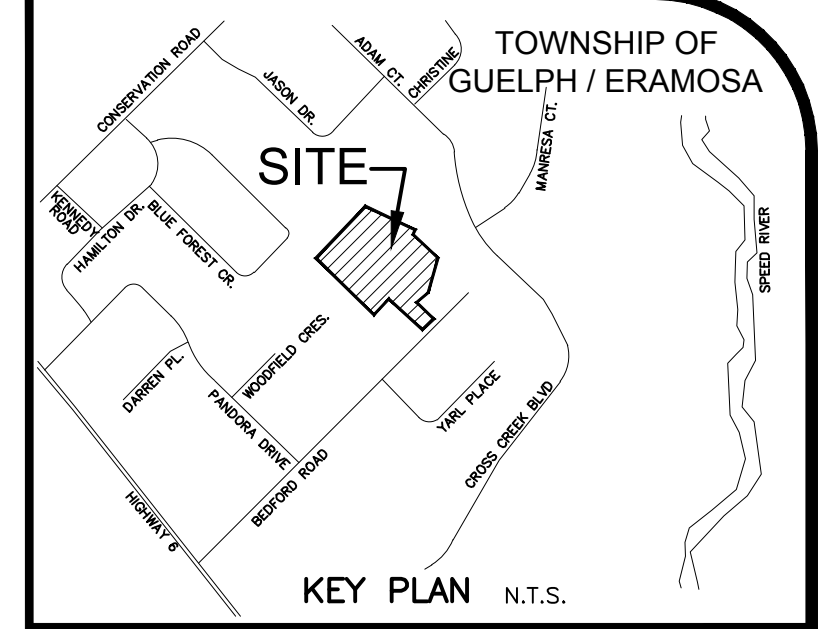 TOWNSHIP OF
GUELPH / ERAMOSA
CONSERVATION ROAD
ADAM CT.
CHRISTINE
JASON DR.
MANRESA CT.
SITE
KENNEDY
ROAD
HAMILTON DR.
BLUE FOREST CR.
SPEED RIVER
WOODFIELD CRES.
DARREN PL.
PANDORA DRIVE
YARL PLACE
CROSS CREEK BLVD
BEDFORD ROAD
HIGHWAY 6
KEY PLAN N.T.S.